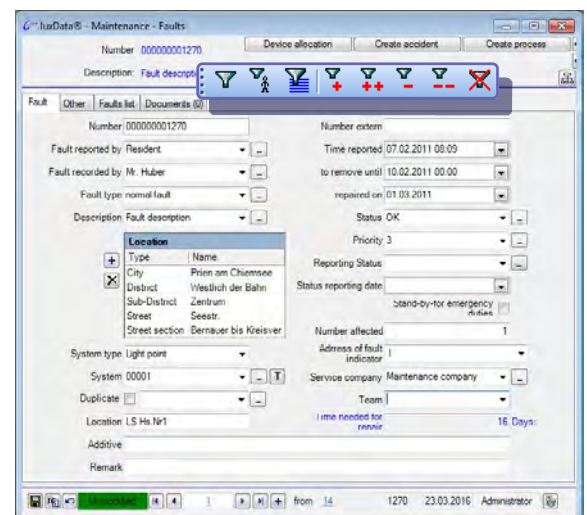 luxData® - Maintenance - Faults
Number 000000001270 Device allocation Create accident Create process
Description: Fault descripti
Fault Other Faults list Documents (0)
Number 000000001270 Number extern
Fault reported by Resident Time reported 07.02.2011 08:09
Fault recorded by Mr. Huber to remove until 10.02.2011 00:00
Fault type normal fault repaired on 01.03.2011
Description Fault description Status OK
Location Priority 3
Type Name Reporting Status
City Prien am Chiemsee
District Westlich der Bahn Status reporting date
Sub-District Zentrum Stand-by-for emergency duties
Street Seestr.
Street section Bernauer bis Kreisver Number affected 1
System type Light point Adrress of fault indicator 1
System 00001 T Service company Maintenance company
Duplicate Team
Location LS Hs.Nr1 Time needed for repair 16 Days:
Additive
Remark
Unmodified 1 from 14 1270 23.03.2016 Administrator